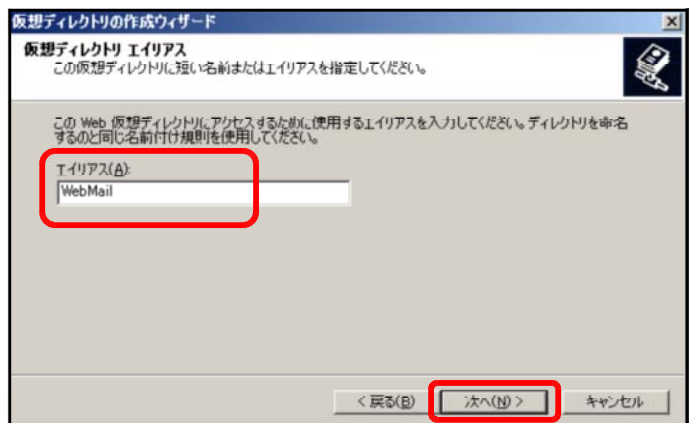 仮想ディレクトリの作成ウィザード
仮想ディレクトリ エイリアス
この仮想ディレクトリに短い名前またはエイリアスを指定してください。
この Web 仮想ディレクトリにアクセスするために使用するエイリアスを入力してください。ディレクトリを命名
するのと同じ名前付け規則を使用してください。
エイリアス(A):
WebMail
< 戻る(B)
次へ(N) >
キャンセル